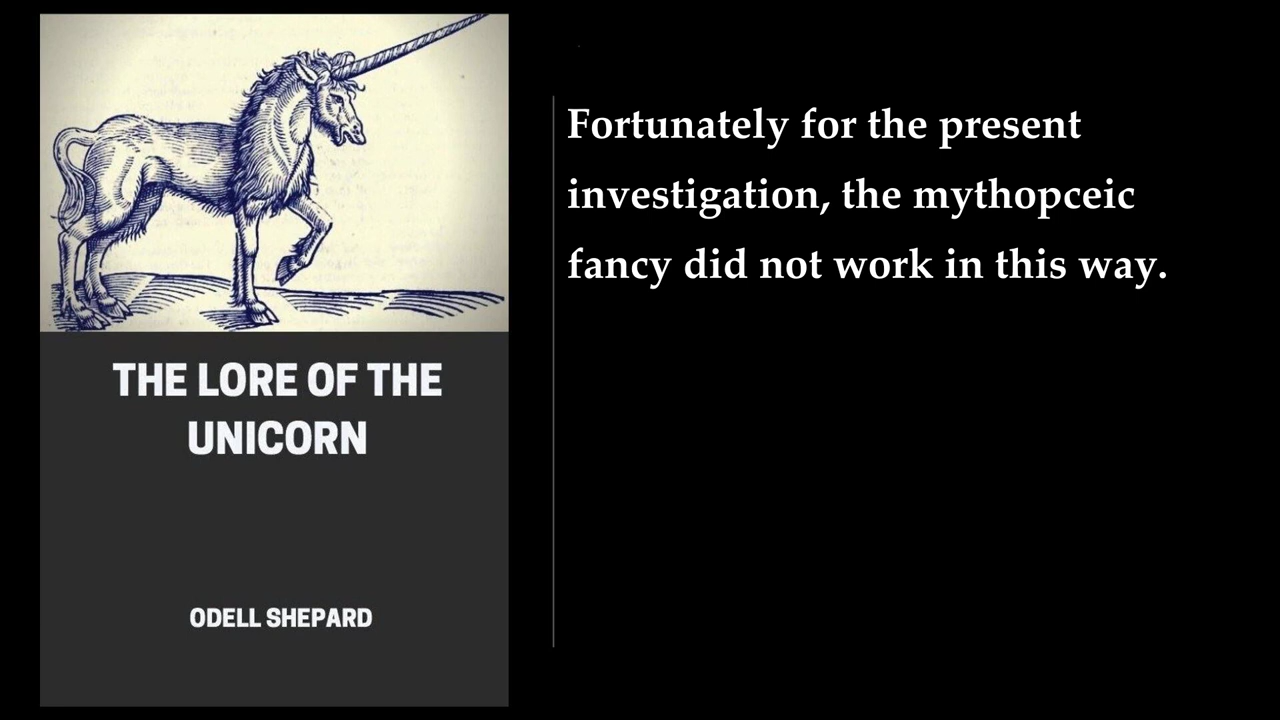 THE LORE OF THE
UNICORN
ODELL SHEPARD
Fortunately for the present
investigation, the mythopceic
fancy did not work in this way.